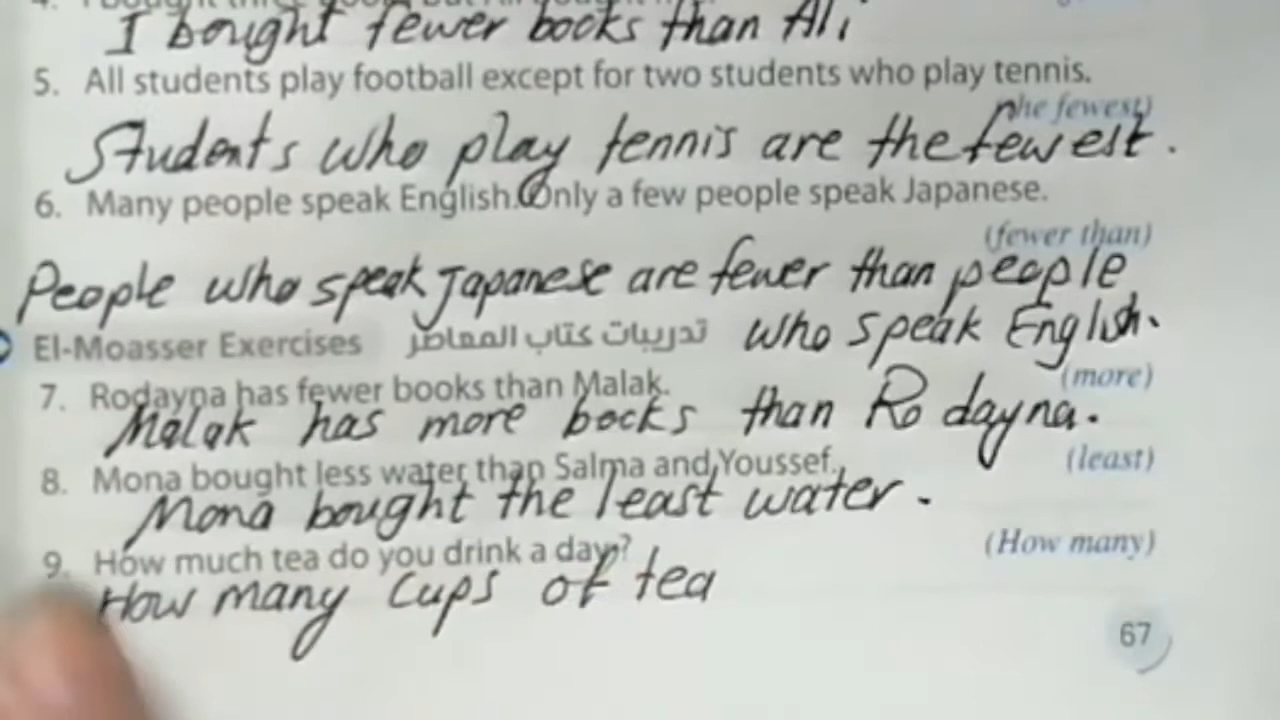 I bought fewer books than Ali
5. All students play football except for two students who play tennis.
(the fewest)
Students who play tennis are the fewest.
6. Many people speak English. Only a few people speak Japanese.
(fewer than)
People who speak Japanese are fewer than people
who speak English.
El-Moasser Exercises تدريبات كتاب المعاصر
7. Rodayna has fewer books than Malak. (more)
Malak has more books than Rodayna.
8. Mona bought less water than Salma and Youssef. (least)
Mona bought the least water.
9. How much tea do you drink a day? (How many)
How many cups of tea
67